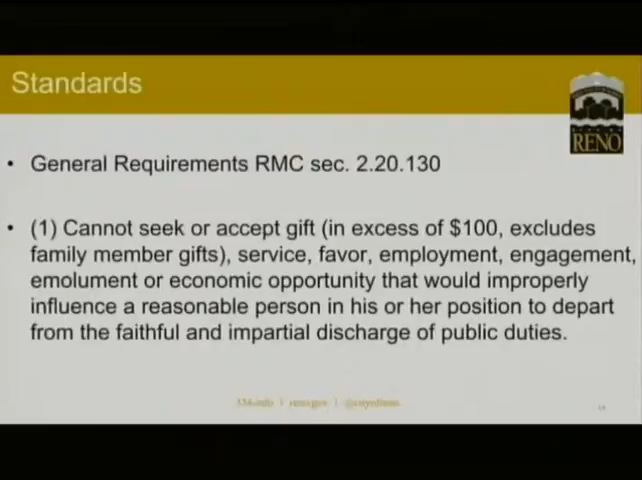 Standards
RENO
• General Requirements RMC sec. 2.20.130
• (1) Cannot seek or accept gift (in excess of $100, excludes
family member gifts), service, favor, employment, engagement,
emolument or economic opportunity that would improperly
influence a reasonable person in his or her position to depart
from the faithful and impartial discharge of public duties.